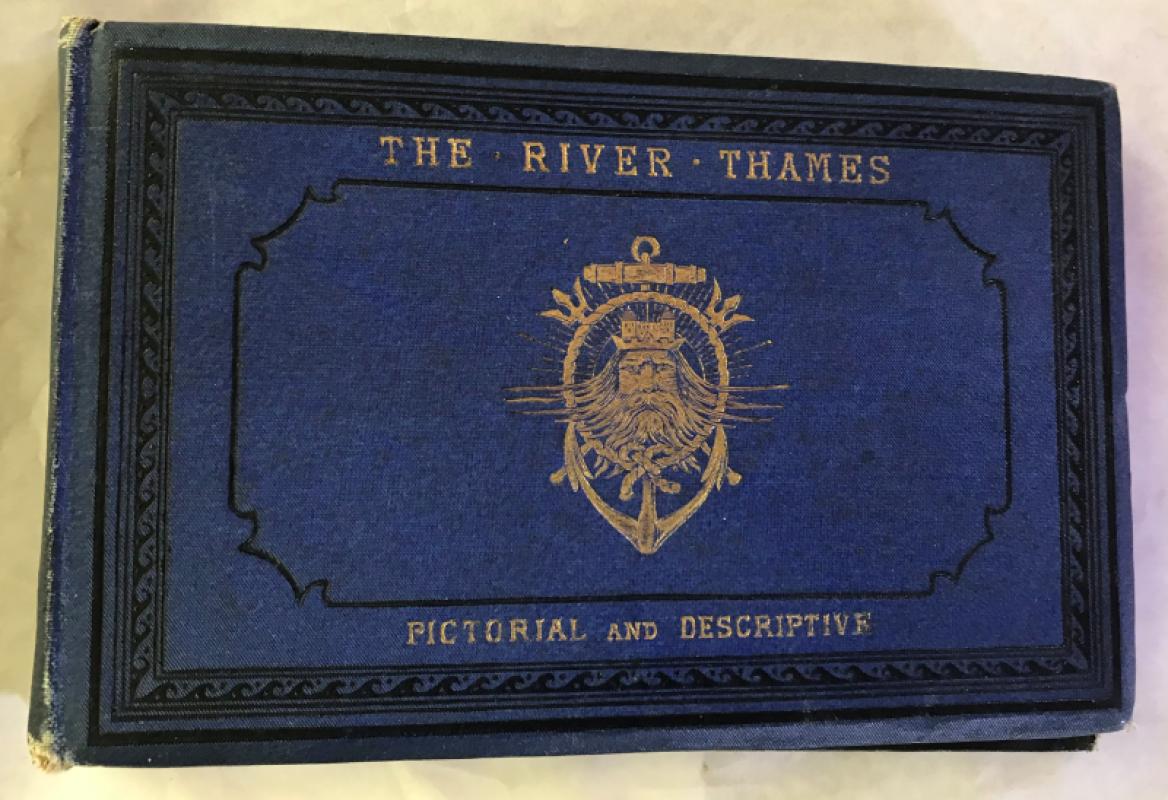 THE · RIVER · THAMES
PICTORIAL AND DESCRIPTIVE